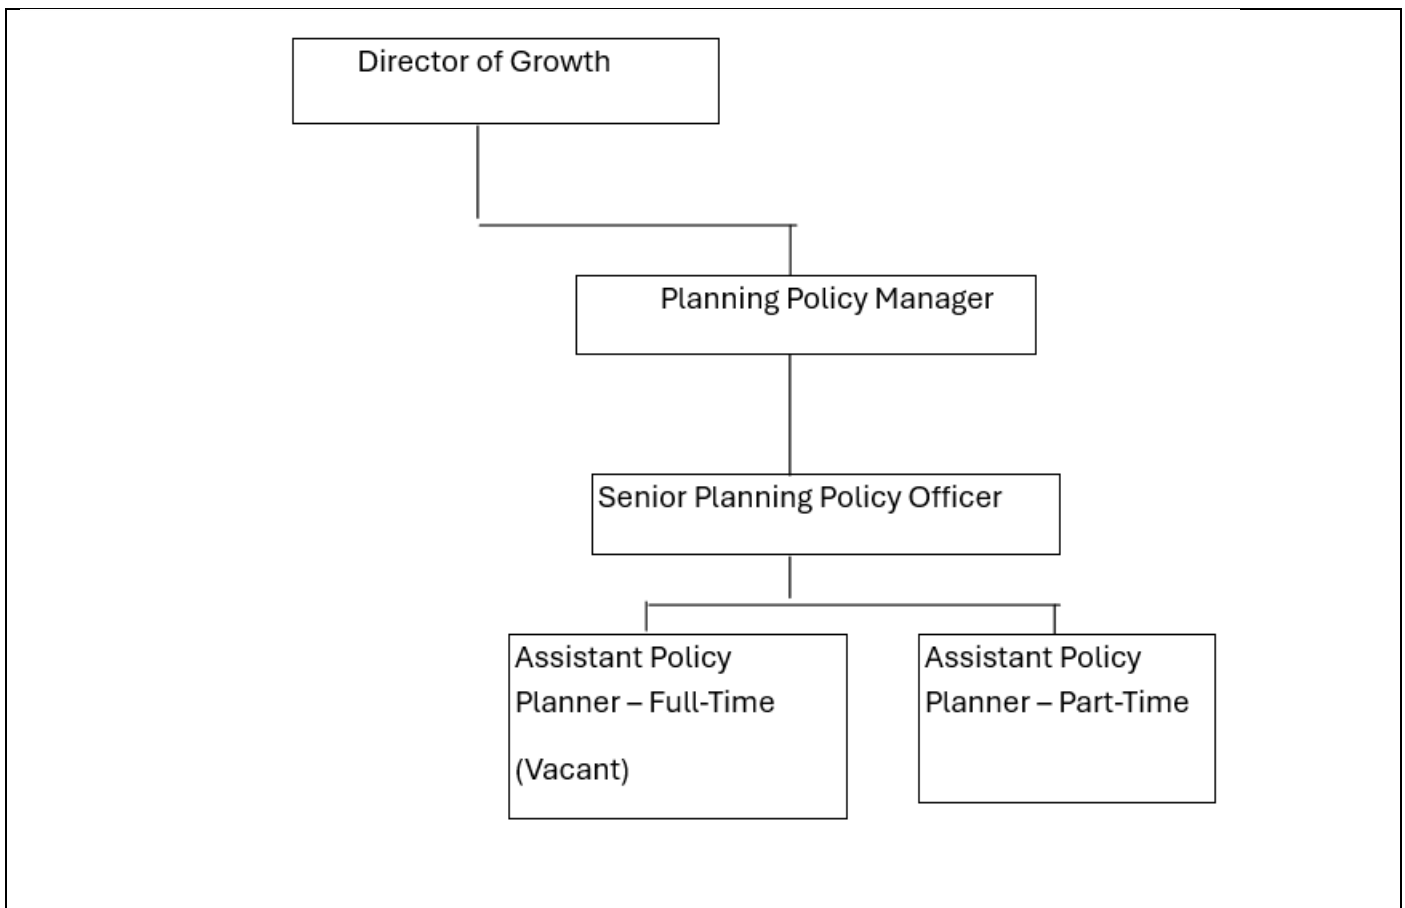 Director of Growth
Planning Policy Manager
Senior Planning Policy Officer
Assistant Policy
Planner – Full-Time
(Vacant)
Assistant Policy
Planner – Part-Time